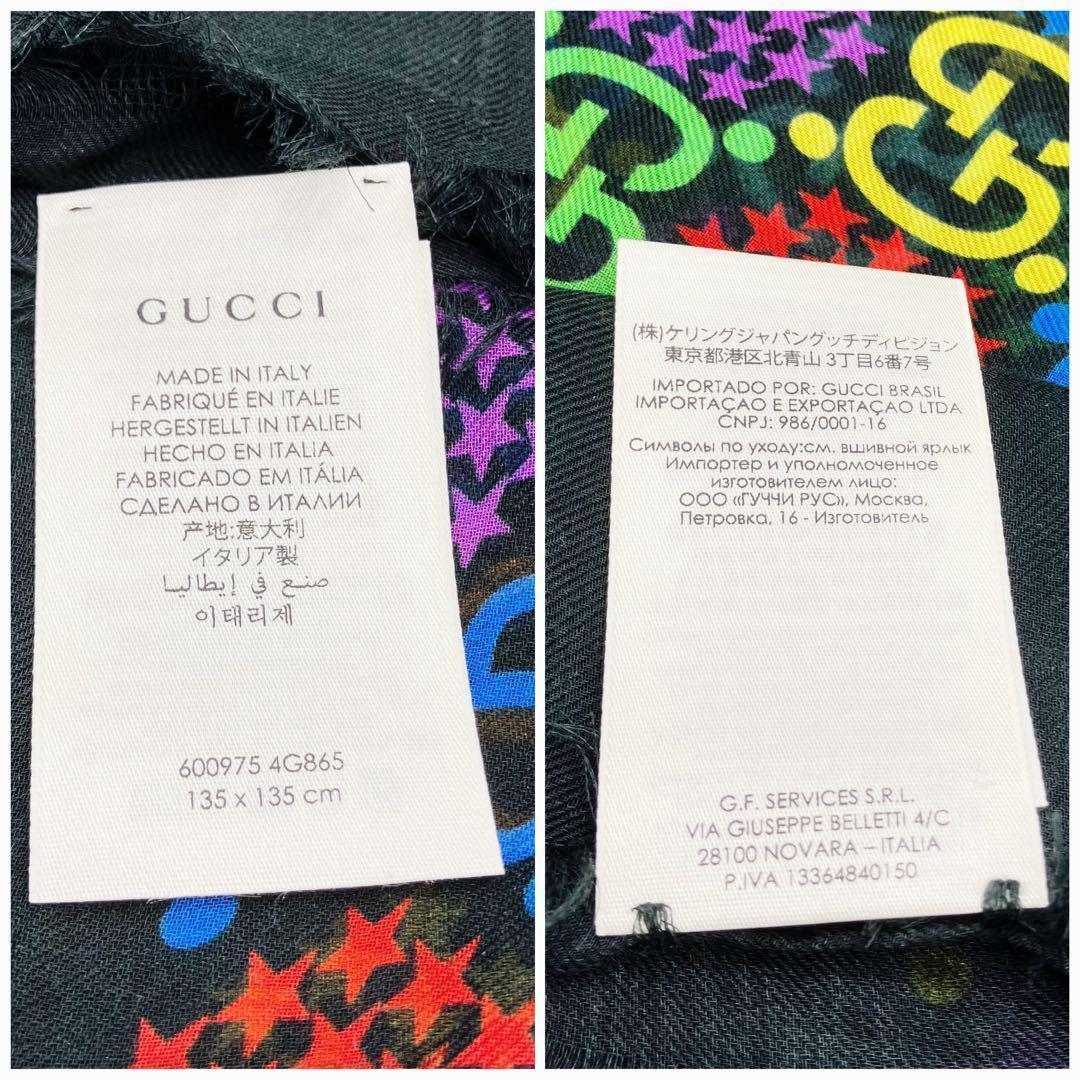 GUCCI
MADE IN ITALY
FABRIQUÉ EN ITALIE
HERGESTELLT IN ITALIEN
HECHO EN ITALIA
FABRICADO EM ITÁLIA
СДЕЛАНО В ИТАЛИИ
产地:意大利
イタリア製
صنع في إيطاليا
이태리제
600975 4G865
135 x 135 cm
(株)ケリングジャパングッチディビジョン
東京都港区北青山 3丁目6番7号
IMPORTADO POR: GUCCI BRASIL
IMPORTAÇAO E EXPORTAÇAO LTDA
CNPJ: 986/0001-16
Символы по уходу:см. вшивной ярлык
Импортер и уполномоченное
изготовителем лицо:
ООО «ГУЧЧИ РУС», Москва,
Петровка, 16 - Изготовитель
G.F. SERVICES S.R.L.
VIA GIUSEPPE BELLETTI 4/C
28100 NOVARA – ITALIA
P.IVA 13364840150